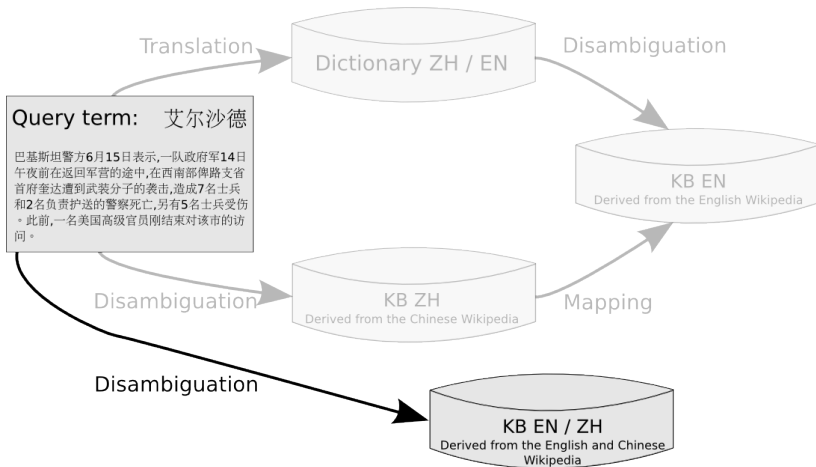 Translation
Dictionary ZH / EN
Disambiguation
Query term: 艾尔沙德
巴基斯坦警方6月15日表示,一队政府军14日
午夜前在返回军营的途中,在西南部俾路支省
首府奎达遭到武装分子的袭击,造成7名士兵
和2名负责护送的警察死亡,另有5名士兵受伤
。此前,一名美国高级官员刚结束对该市的访
问。
KB EN
Derived from the English Wikipedia
Disambiguation
KB ZH
Derived from the Chinese Wikipedia
Mapping
Disambiguation
KB EN / ZH
Derived from the English and Chinese
Wikipedia